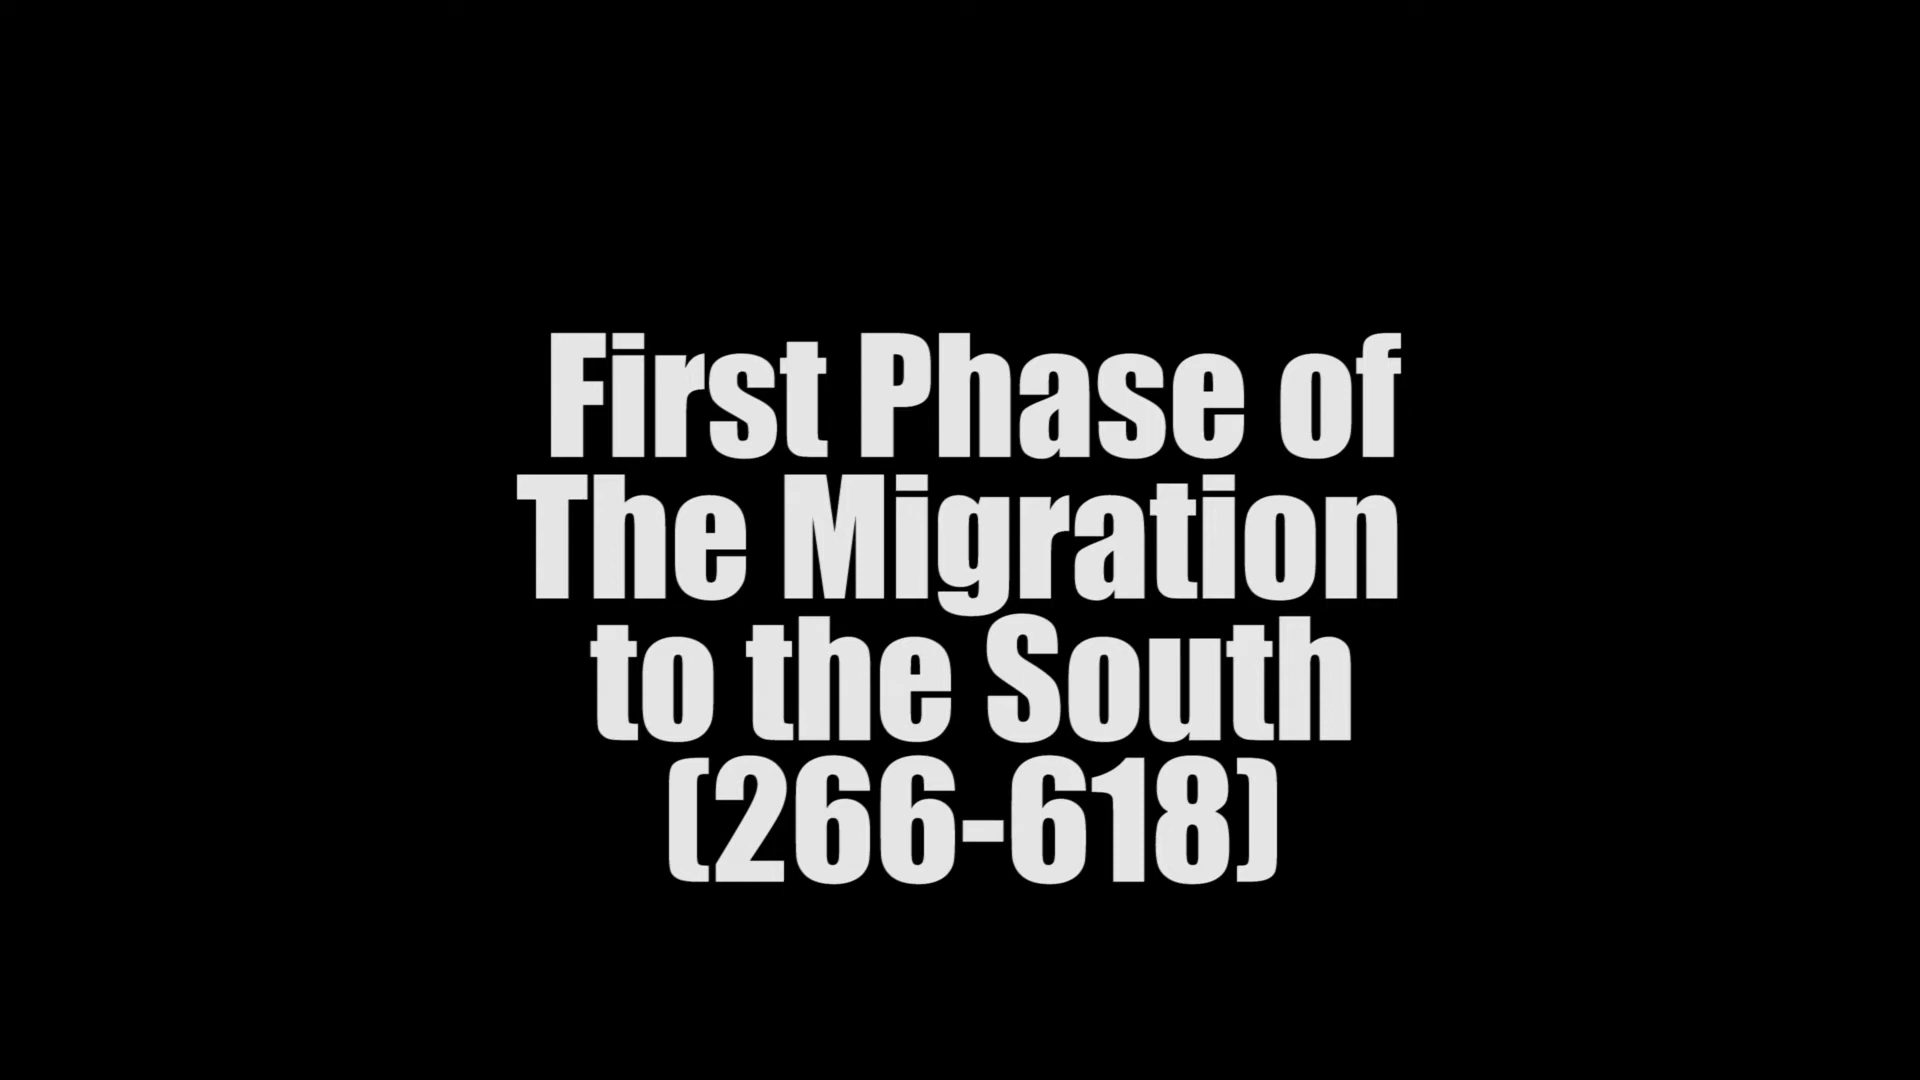 First Phase of
The Migration
to the South
(266-618)